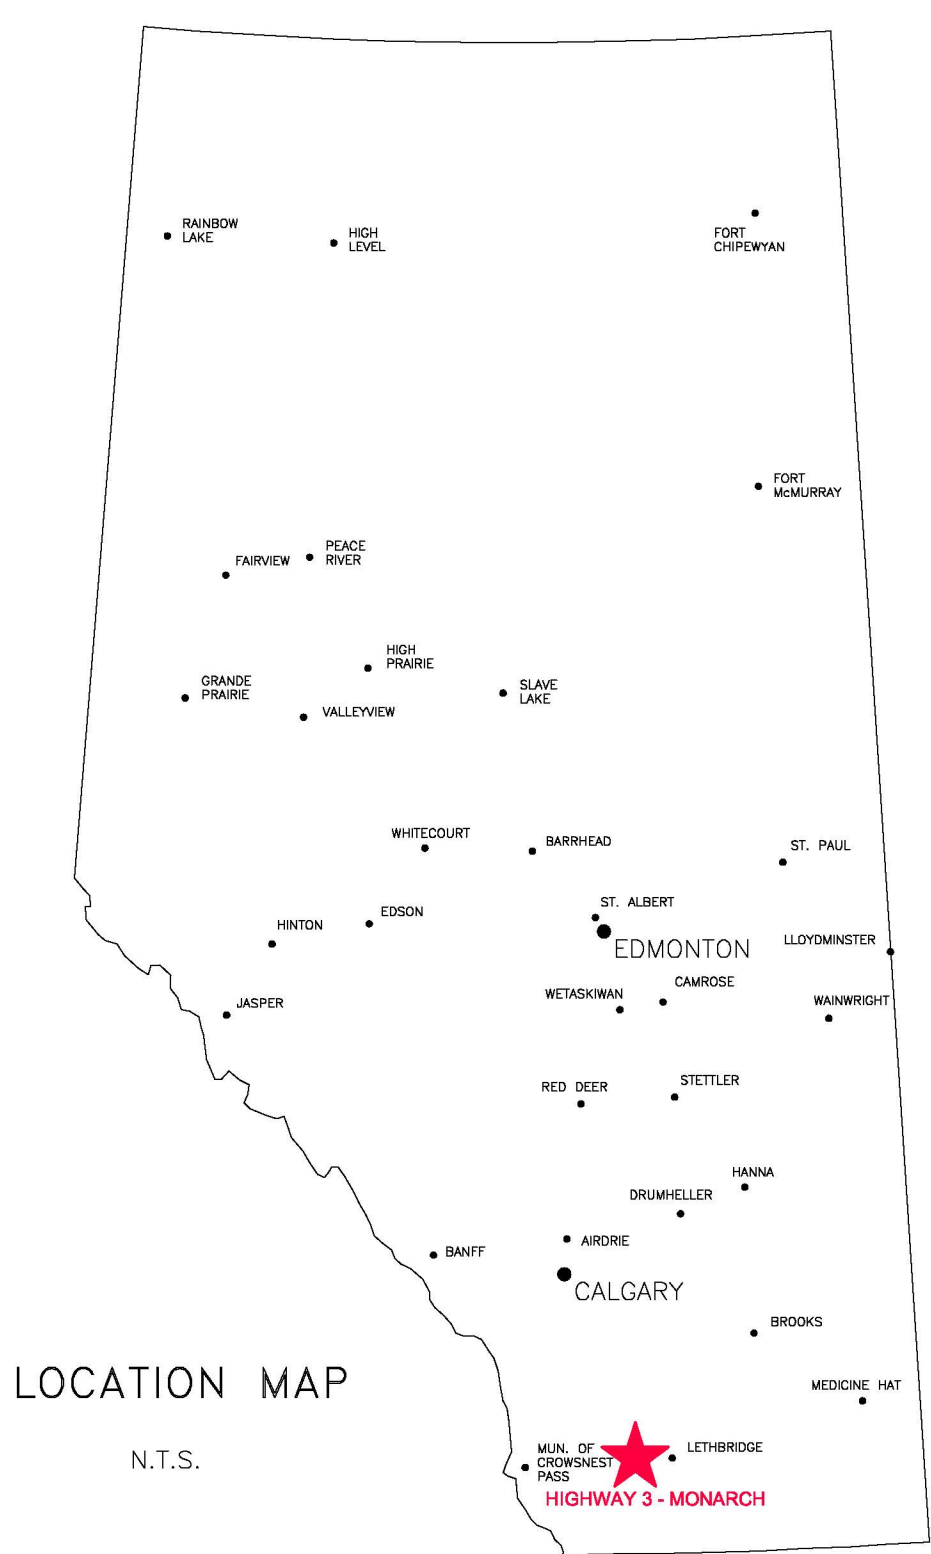 RAINBOW
LAKE
HIGH
LEVEL
FORT
CHIPEWYAN
FORT
McMURRAY
PEACE
RIVER
FAIRVIEW
HIGH
PRAIRIE
GRANDE
PRAIRIE
SLAVE
LAKE
VALLEYVIEW
WHITECOURT
BARRHEAD
ST. PAUL
ST. ALBERT
EDSON
HINTON
EDMONTON
LLOYDMINSTER
CAMROSE
WETASKIWAN
WAINWRIGHT
JASPER
STETTLER
RED DEER
HANNA
DRUMHELLER
AIRDRIE
BANFF
CALGARY
BROOKS
LOCATION MAP
MEDICINE HAT
N.T.S.
MUN. OF
CROWSNEST
PASS
LETHBRIDGE
HIGHWAY 3 - MONARCH